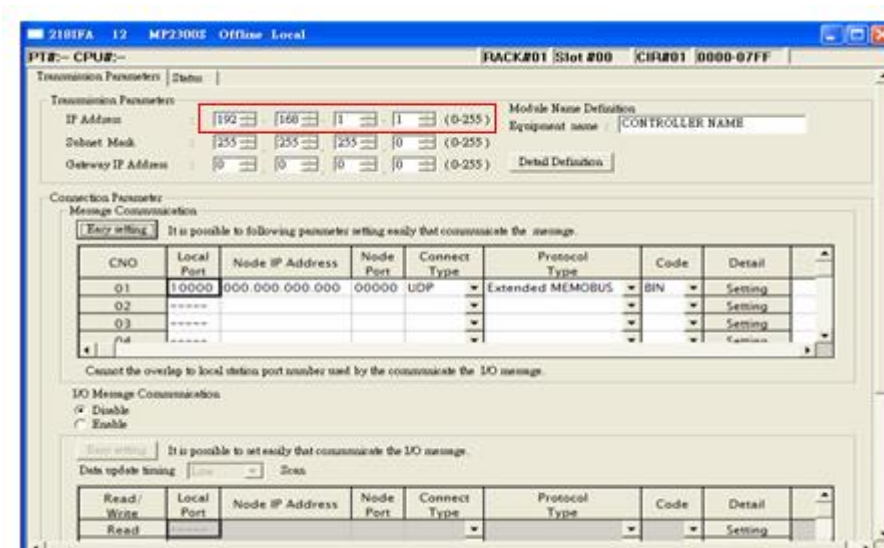 218IFA 12 MP2300S Offline Local
PT#:-- CPU#:-- RACK#01 Slot #00 CIR#01 0000-07FF
Transmission Parameters Status
Transmission Parameters
IP Address : 192 . 168 . 1 . 1 (0-255) Module Name Definition
Equipment name : CONTROLLER NAME
Subnet Mask : 255 . 255 . 255 . 0 (0-255)
Gateway IP Address : 0 . 0 . 0 . 0 (0-255) Detail Definition
Connection Parameter
Message Communication
Easy setting It is possible to following parameter setting easily that communicate the message.
CNO Local Port Node IP Address Node Port Connect Type Protocol Type Code Detail
01 10000 000.000.000.000 00000 UDP Extended MEMOBUS BIN Setting
02 ----- Setting
03 ----- Setting
04 ----- Setting
Cannot the overlap to local station port number used by the communicate the I/O message.
I/O Message Communication
Disable
Enable
Easy setting It is possible to set easily that communicate the I/O message.
Data update timing Low Scan
Read/Write Local Port Node IP Address Node Port Connect Type Protocol Type Code Detail
Read ----- Setting